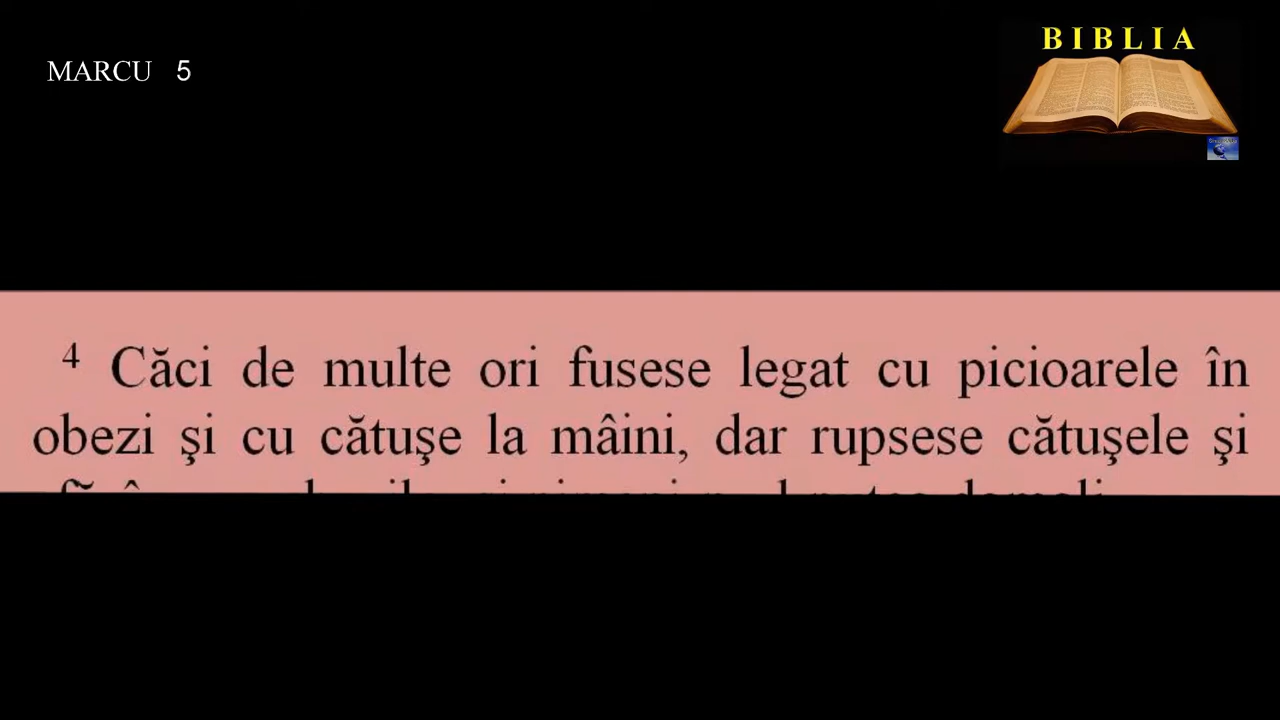 MARCU 5
BIBLIA
4 Căci de multe ori fusese legat cu picioarele în
obezi şi cu cătuşe la mâini, dar rupsese cătuşele şi